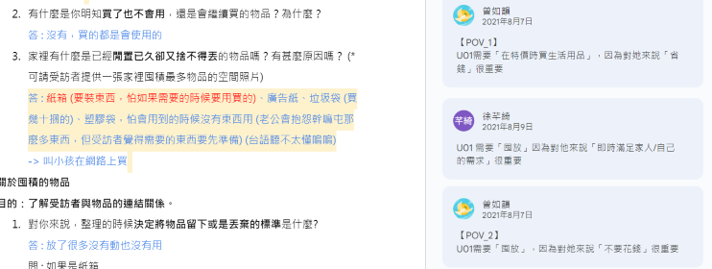 2. 有什麼是你明知買了也不會用，還是會繼續買的物品？為什麼？
答 : 沒有，買的都是會使用的
3. 家裡有什麼是已經閒置已久卻又捨不得丟的物品嗎？有甚麼原因嗎？ (*
可請受訪者提供一張家裡囤積最多物品的空間照片)
答 : 紙箱 (要裝東西，怕如果需要的時候要用買的)、廣告紙、垃圾袋 (買
幾十捆的)、塑膠袋，怕會用到的時候沒有東西用 (老公會抱怨幹嘛屯那
麼多東西，但受訪者覺得需要的東西要先準備) (台語聽不太懂嗚嗚)
-> 叫小孩在網路上買
關於囤積的物品
目的：了解受訪者與物品的連結關係。
1. 對你來說，整理的時候決定將物品留下或是丟棄的標準是什麼?
答 : 放了很多沒有動也沒有用
問 : 如果是紙箱
曾如韻
2021年8月7日
【POV_1】
U01需要「在特價時買生活用品」，因為對她來說「省
錢」很重要
芊綺
徐芊綺
2021年8月9日
U01 需要「囤放」因為對他來說「即時滿足家人/自己
的需求」很重要
曾如韻
2021年8月7日
【POV_2】
U01需要「囤放」，因為對她來說「不要花錢」很重要